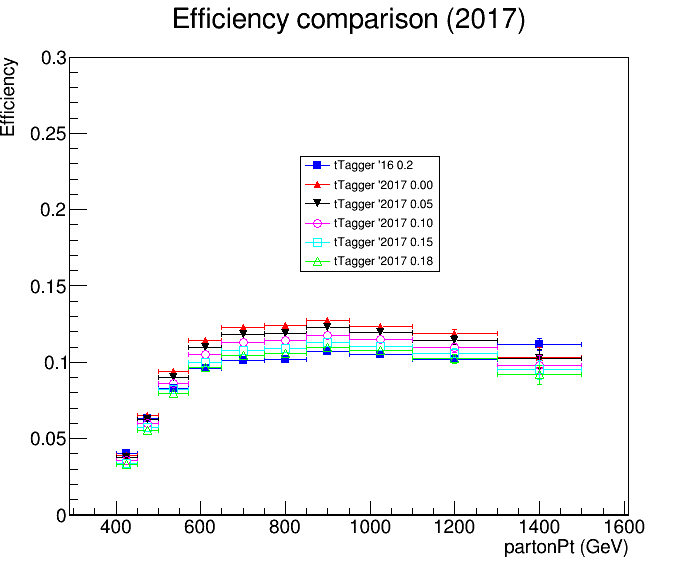 Efficiency comparison (2017)
Efficiency
0.3
0.25
0.2
0.15
0.1
0.05
0
tTagger '16 0.2
tTagger '2017 0.00
tTagger '2017 0.05
tTagger '2017 0.10
tTagger '2017 0.15
tTagger '2017 0.18
400 600 800 1000 1200 1400 1600
partonPt (GeV)